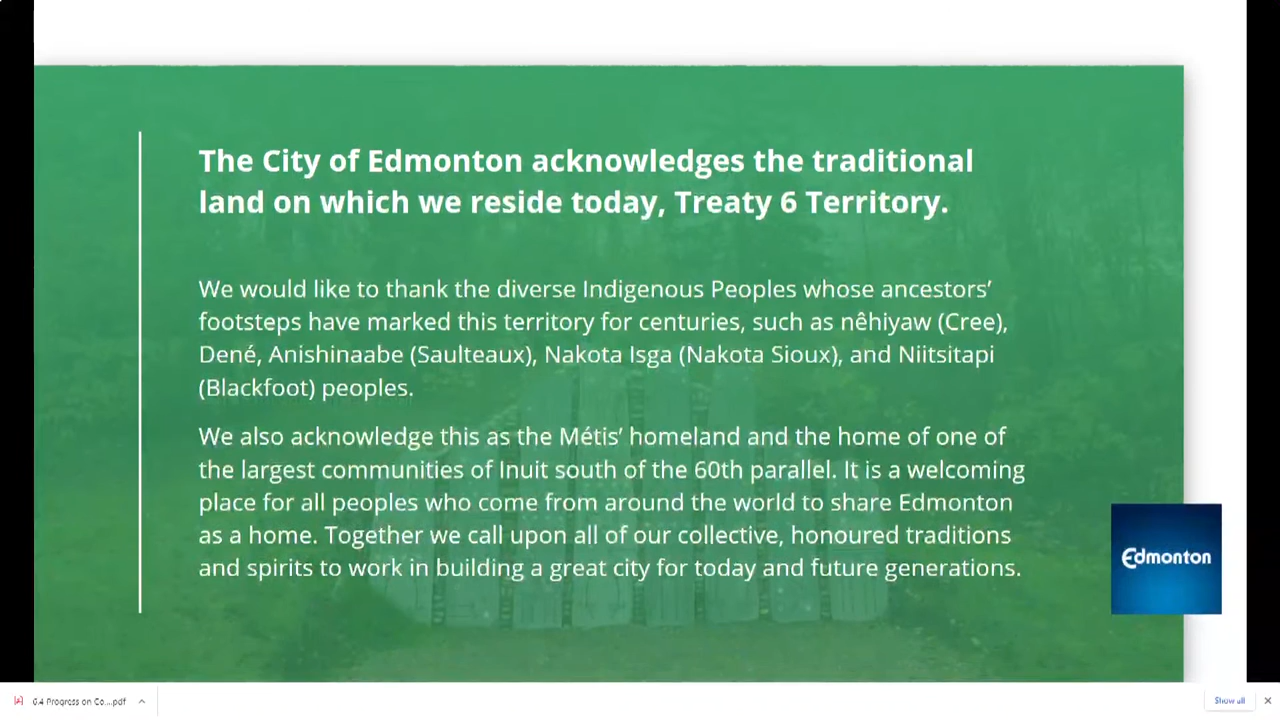 The City of Edmonton acknowledges the traditional
land on which we reside today, Treaty 6 Territory.
We would like to thank the diverse Indigenous Peoples whose ancestors’
footsteps have marked this territory for centuries, such as nêhiyaw (Cree),
Dené, Anishinaabe (Saulteaux), Nakota Isga (Nakota Sioux), and Niitsitapi
(Blackfoot) peoples.
We also acknowledge this as the Métis’ homeland and the home of one of
the largest communities of Inuit south of the 60th parallel. It is a welcoming
place for all peoples who come from around the world to share Edmonton
as a home. Together we call upon all of our collective, honoured traditions
and spirits to work in building a great city for today and future generations.
Edmonton
6.4 Progress on Co....pdf
Show all